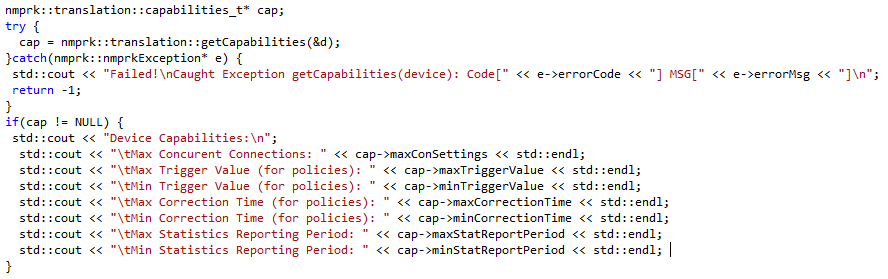 nmprk::translation::capabilities_t* cap;
try {
  cap = nmprk::translation::getCapabilities(&d);
}catch(nmprk::nmprkException* e) {
 std::cout << "Failed!\nCaught Exception getCapabilities(device): Code[" << e->errorCode << "] MSG[" << e->errorMsg << "]\n";
 return -1;
}
if(cap != NULL) {
 std::cout << "Device Capabilities:\n";
  std::cout << "\tMax Concurent Connections: " << cap->maxConSettings << std::endl;
  std::cout << "\tMax Trigger Value (for policies): " << cap->maxTriggerValue << std::endl;
  std::cout << "\tMin Trigger Value (for policies): " << cap->minTriggerValue << std::endl;
  std::cout << "\tMax Correction Time (for policies): " << cap->maxCorrectionTime << std::endl;
  std::cout << "\tMin Correction Time (for policies): " << cap->minCorrectionTime << std::endl;
  std::cout << "\tMax Statistics Reporting Period: " << cap->maxStatReportPeriod << std::endl;
  std::cout << "\tMin Statistics Reporting Period: " << cap->minStatReportPeriod << std::endl;
}